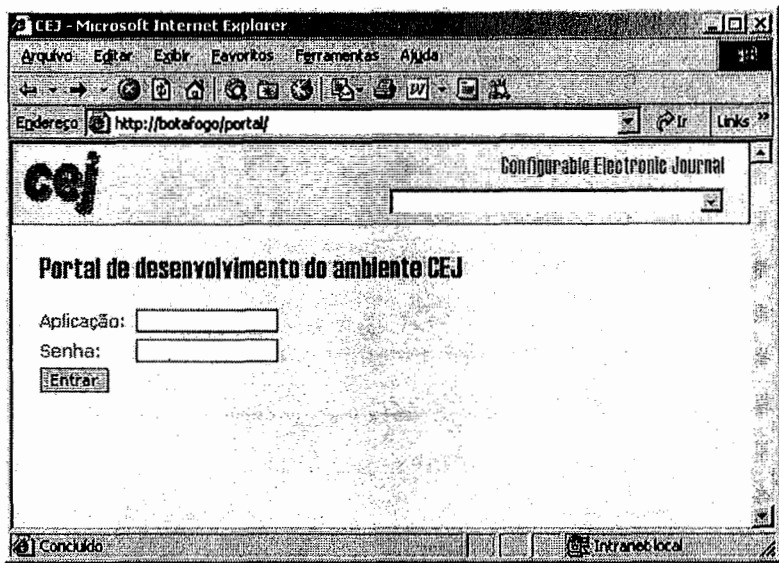 CEJ - Microsoft Internet Explorer
Arquivo Editar Exibir Favoritos Ferramentas Ajuda
Endereço http://botafogo/portal/ Ir Links »
cej
Configurable Electronic Journal
Portal de desenvolvimento do ambiente CEJ
Aplicação:
Senha:
Entrar
Concluído Intranet local